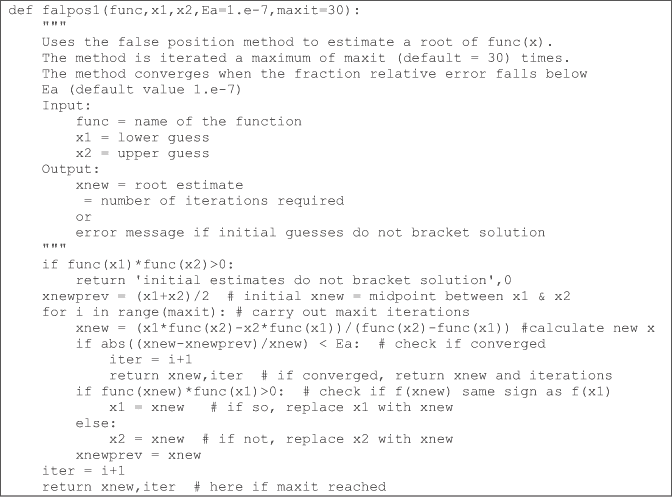 def falpos1(func,x1,x2,Ea=1.e-7,maxit=30):
    """
    Uses the false position method to estimate a root of func(x).
    The method is iterated a maximum of maxit (default = 30) times.
    The method converges when the fraction relative error falls below
    Ea (default value 1.e-7)
    Input:
        func = name of the function
        x1 = lower guess
        x2 = upper guess
    Output:
        xnew = root estimate
         = number of iterations required
        or
        error message if initial guesses do not bracket solution
    """
    if func(x1)*func(x2)>0:
        return 'initial estimates do not bracket solution',0
    xnewprev = (x1+x2)/2  # initial xnew = midpoint between x1 & x2
    for i in range(maxit): # carry out maxit iterations
        xnew = (x1*func(x2)-x2*func(x1))/(func(x2)-func(x1)) #calculate new x
        if abs((xnew-xnewprev)/xnew) < Ea:  # check if converged
            iter = i+1
            return xnew,iter  # if converged, return xnew and iterations
        if func(xnew)*func(x1)>0:  # check if f(xnew) same sign as f(x1)
            x1 = xnew   # if so, replace x1 with xnew
        else:
            x2 = xnew  # if not, replace x2 with xnew
        xnewprev = xnew
    iter = i+1
    return xnew,iter  # here if maxit reached